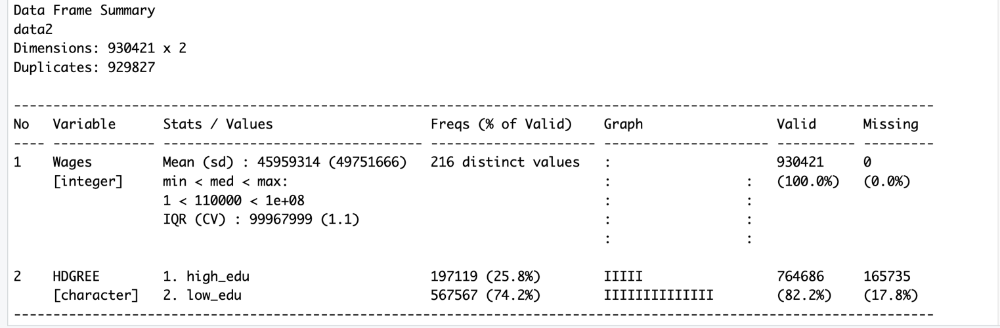 Data Frame Summary
data2
Dimensions: 930421 x 2
Duplicates: 929827
---------------------------------------------------------------------------------------------------------------------
No   Variable      Stats / Values                    Freqs (% of Valid)    Graph                 Valid      Missing
---- ------------- --------------------------------- --------------------- --------------------- ---------- ---------
1    Wages         Mean (sd) : 45959314 (49751666)   216 distinct values   :                     930421     0
     [integer]     min < med < max:                                        :                 :   (100.0%)   (0.0%)
                   1 < 110000 < 1e+08                                      :                 :
                   IQR (CV) : 99967999 (1.1)                               :                 :
                                                                           :                 :
2    HDGREE        1. high_edu                       197119 (25.8%)        IIIII                 764686     165735
     [character]   2. low_edu                        567567 (74.2%)        IIIIIIIIIIIIII        (82.2%)    (17.8%)
---------------------------------------------------------------------------------------------------------------------